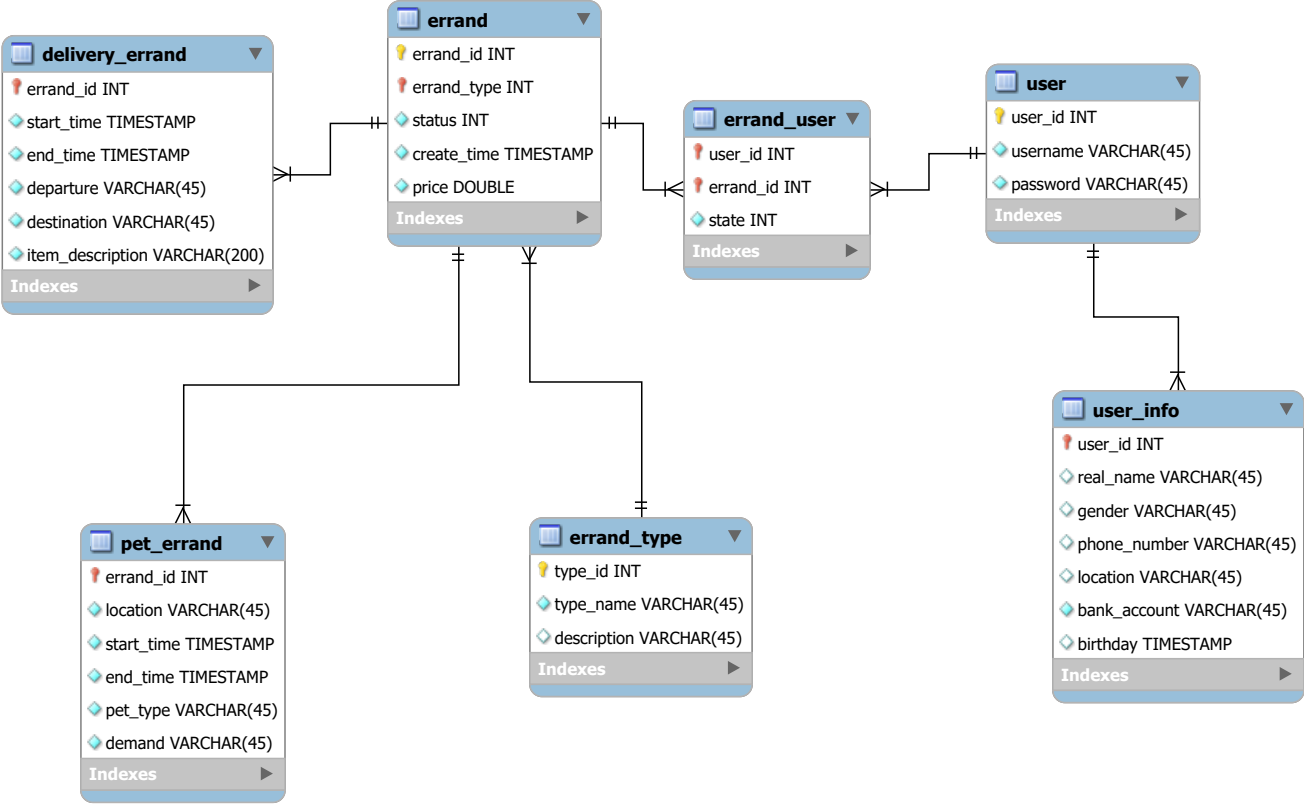 delivery_errand
errand_id INT
start_time TIMESTAMP
end_time TIMESTAMP
departure VARCHAR(45)
destination VARCHAR(45)
item_description VARCHAR(200)
Indexes
errand
errand_id INT
errand_type INT
status INT
create_time TIMESTAMP
price DOUBLE
Indexes
errand_user
user_id INT
errand_id INT
state INT
Indexes
user
user_id INT
username VARCHAR(45)
password VARCHAR(45)
Indexes
pet_errand
errand_id INT
location VARCHAR(45)
start_time TIMESTAMP
end_time TIMESTAMP
pet_type VARCHAR(45)
demand VARCHAR(45)
Indexes
errand_type
type_id INT
type_name VARCHAR(45)
description VARCHAR(45)
Indexes
user_info
user_id INT
real_name VARCHAR(45)
gender VARCHAR(45)
phone_number VARCHAR(45)
location VARCHAR(45)
bank_account VARCHAR(45)
birthday TIMESTAMP
Indexes